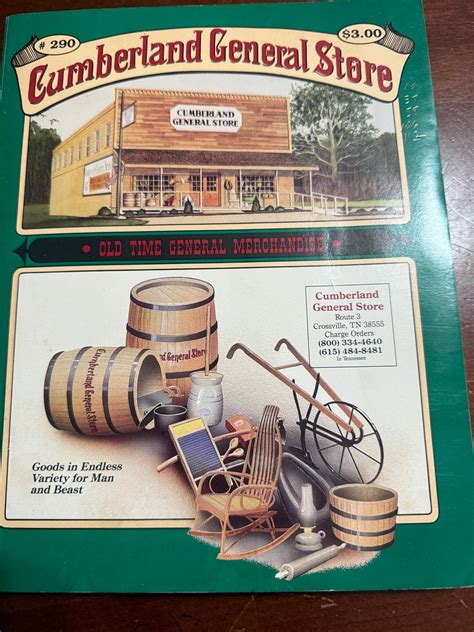 # 290
$3.00
Cumberland General Store
CUMBERLAND
GENERAL STORE
• OLD TIME GENERAL MERCHANDISE •
Cumberland
General Store
Route 3
Crossville, TN 38555
Charge Orders
(800) 334-4640
(615) 484-8481
In Tennessee
Cumberland
General Store
Cumberland
General Store
Goods in Endless
Variety for Man
and Beast